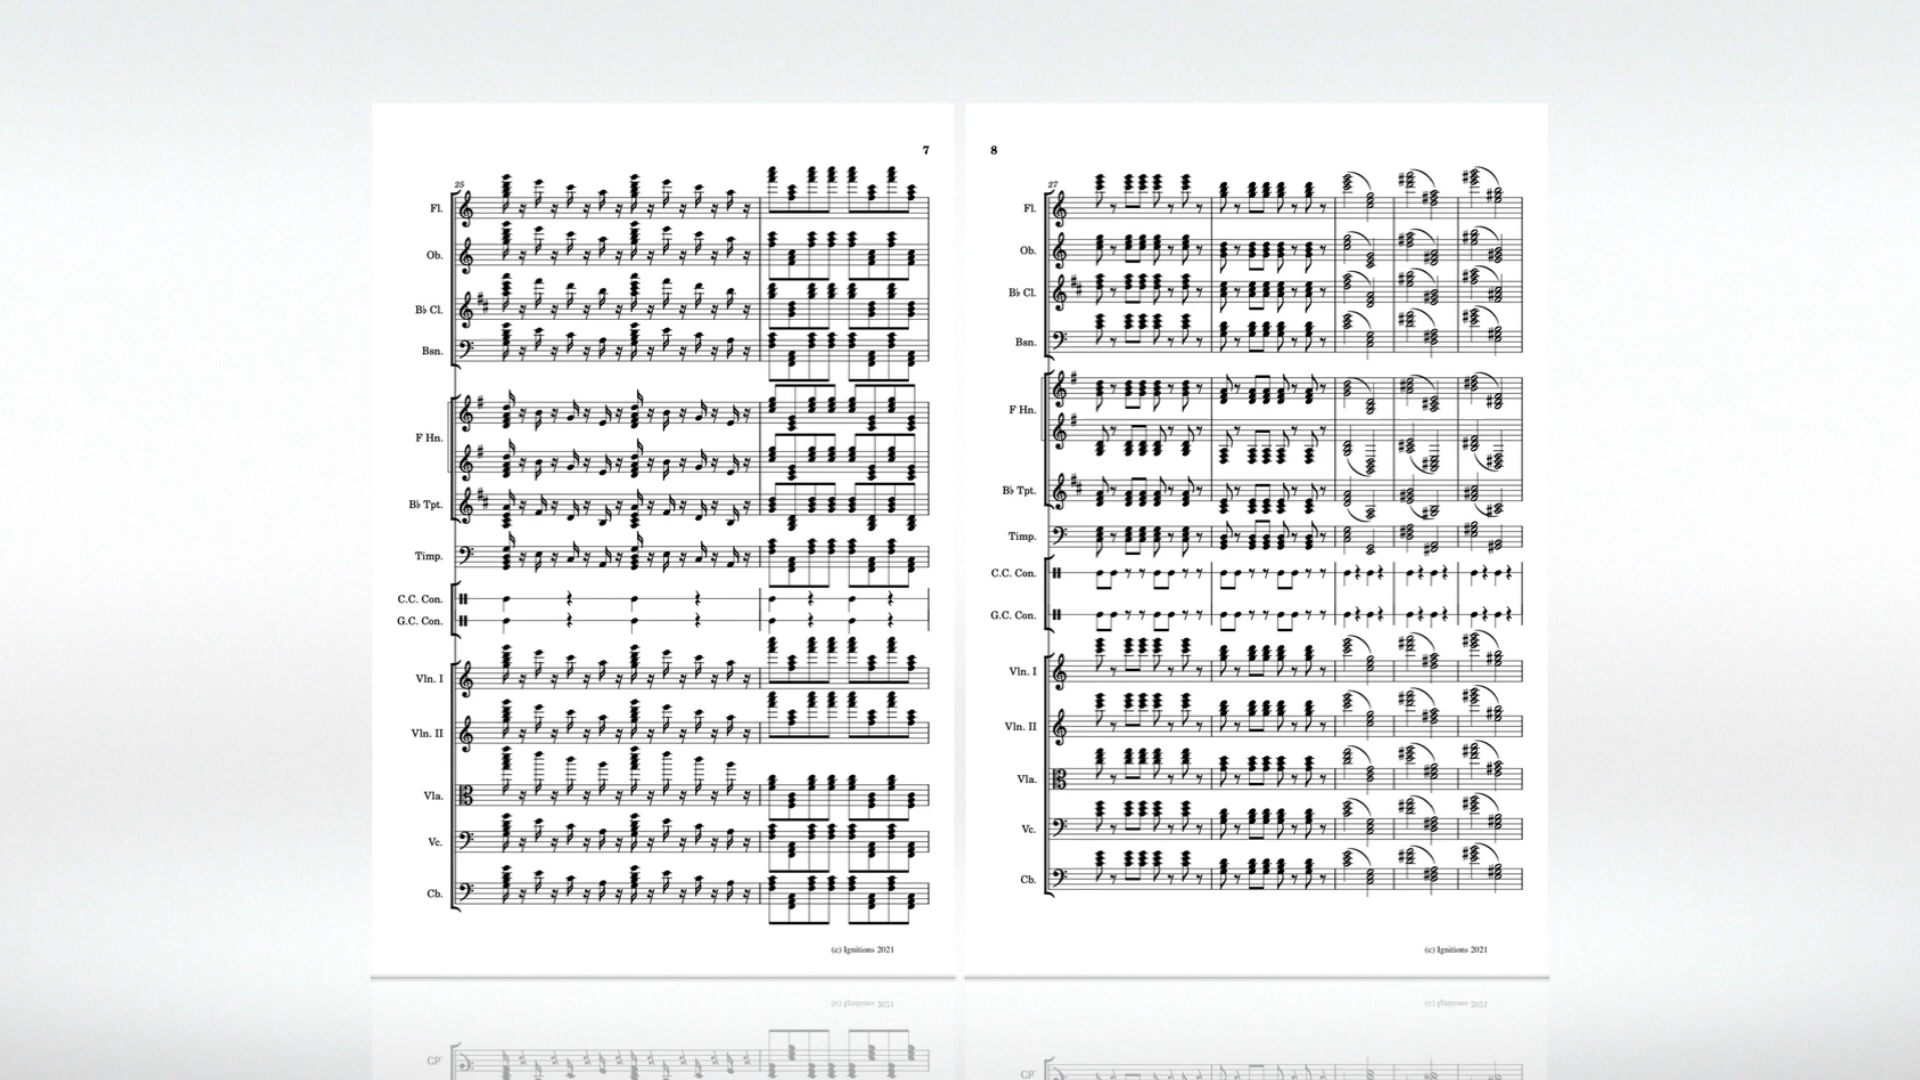 7
25
Fl.
Ob.
B♭ Cl.
Bsn.
F Hn.
B♭ Tpt.
Timp.
C.C. Con.
G.C. Con.
Vln. I
Vln. II
Vla.
Vc.
Cb.
(c) Ignitions 2021
8
27
Fl.
Ob.
B♭ Cl.
Bsn.
F Hn.
B♭ Tpt.
Timp.
C.C. Con.
G.C. Con.
Vln. I
Vln. II
Vla.
Vc.
Cb.
(c) Ignitions 2021